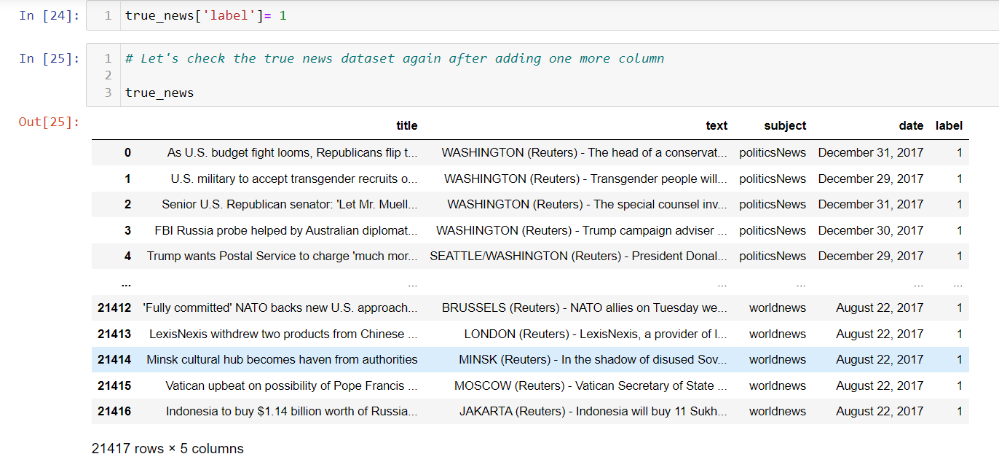 In [24]: 1 true_news['label']= 1
In [25]: 1 # Let's check the true news dataset again after adding one more column
2
3 true_news
Out[25]:
title text subject date label
0 As U.S. budget fight looms, Republicans flip t... WASHINGTON (Reuters) - The head of a conservat... politicsNews December 31, 2017 1
1 U.S. military to accept transgender recruits o... WASHINGTON (Reuters) - Transgender people will... politicsNews December 29, 2017 1
2 Senior U.S. Republican senator: 'Let Mr. Muell... WASHINGTON (Reuters) - The special counsel inv... politicsNews December 31, 2017 1
3 FBI Russia probe helped by Australian diplomat... WASHINGTON (Reuters) - Trump campaign adviser ... politicsNews December 30, 2017 1
4 Trump wants Postal Service to charge 'much mor... SEATTLE/WASHINGTON (Reuters) - President Donal... politicsNews December 29, 2017 1
... ... ... ... ... ...
21412 'Fully committed' NATO backs new U.S. approach... BRUSSELS (Reuters) - NATO allies on Tuesday we... worldnews August 22, 2017 1
21413 LexisNexis withdrew two products from Chinese ... LONDON (Reuters) - LexisNexis, a provider of l... worldnews August 22, 2017 1
21414 Minsk cultural hub becomes haven from authorities MINSK (Reuters) - In the shadow of disused Sov... worldnews August 22, 2017 1
21415 Vatican upbeat on possibility of Pope Francis ... MOSCOW (Reuters) - Vatican Secretary of State ... worldnews August 22, 2017 1
21416 Indonesia to buy $1.14 billion worth of Russia... JAKARTA (Reuters) - Indonesia will buy 11 Sukh... worldnews August 22, 2017 1
21417 rows × 5 columns